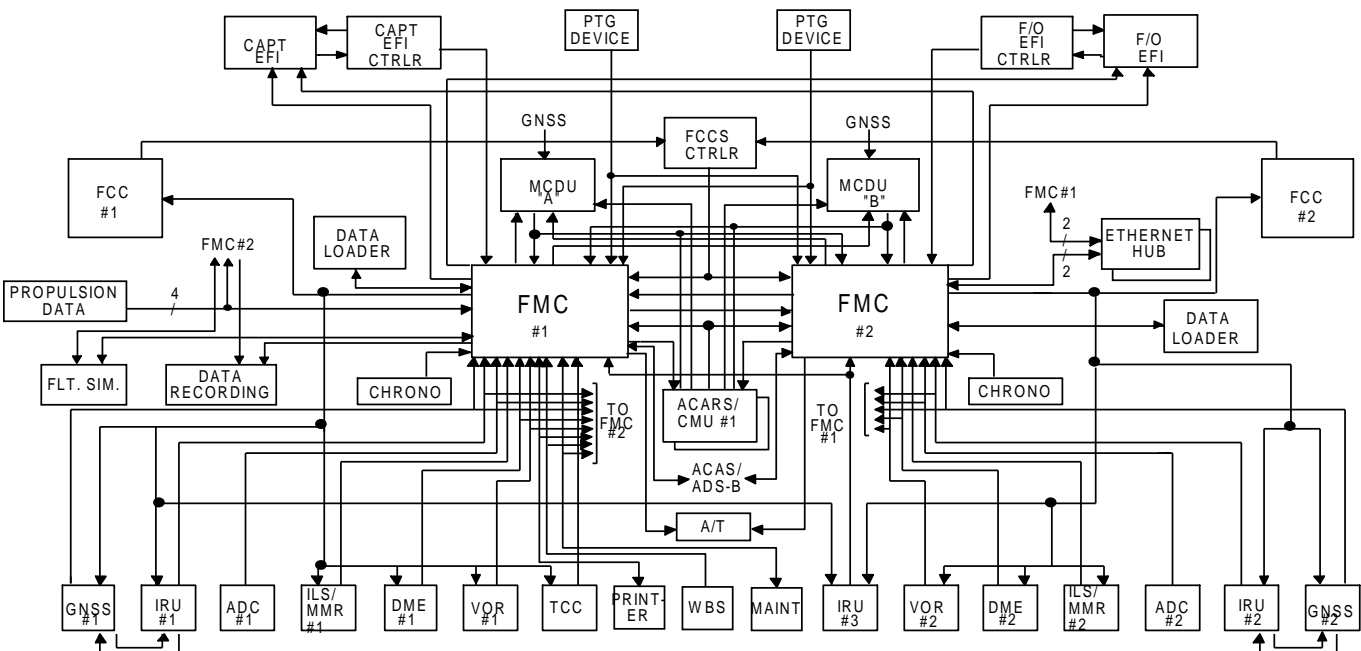 CAPT
EFI
CAPT
EFI
CTRLR
PTG
DEVICE
PTG
DEVICE
F/O
EFI
CTRLR
F/O
EFI
GNSS
FCCS
CTRLR
GNSS
FCC
#1
MCDU
"A"
MCDU
"B"
FCC
#2
FMC#1
2
2
ETHERNET
HUB
FMC#2
DATA
LOADER
PROPULSION
DATA
4
FMC
#1
FMC
#2
DATA
LOADER
FLT. SIM.
DATA
RECORDING
CHRONO
CHRONO
TO
FMC
#2
ACARS/
CMU #1
TO
FMC
#1
ACAS/
ADS-B
A/T
GNSS
#1
IRU
#1
ADC
#1
ILS/
MMR
#1
DME
#1
VOR
#1
TCC
PRINT-
ER
WBS
MAINT
IRU
#3
VOR
#2
DME
#2
ILS/
MMR
#2
ADC
#2
IRU
#2
GNSS
#2